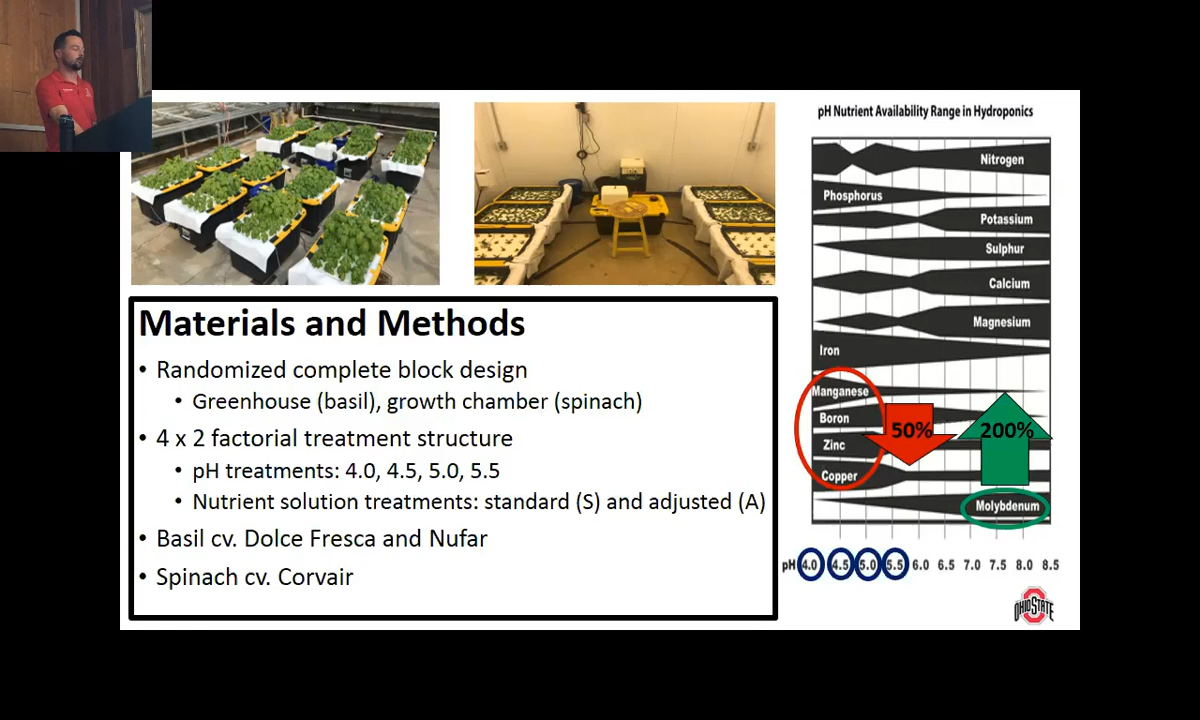 Materials and Methods
• Randomized complete block design
• Greenhouse (basil), growth chamber (spinach)
• 4 x 2 factorial treatment structure
• pH treatments: 4.0, 4.5, 5.0, 5.5
• Nutrient solution treatments: standard (S) and adjusted (A)
• Basil cv. Dolce Fresca and Nufar
• Spinach cv. Corvair
pH Nutrient Availability Range in Hydroponics
Nitrogen
Phosphorus
Potassium
Sulphur
Calcium
Magnesium
Iron
Manganese
Boron
Zinc
Copper
Molybdenum
50%
200%
pH 4.0 4.5 5.0 5.5 6.0 6.5 7.0 7.5 8.0 8.5
OHIO STATE